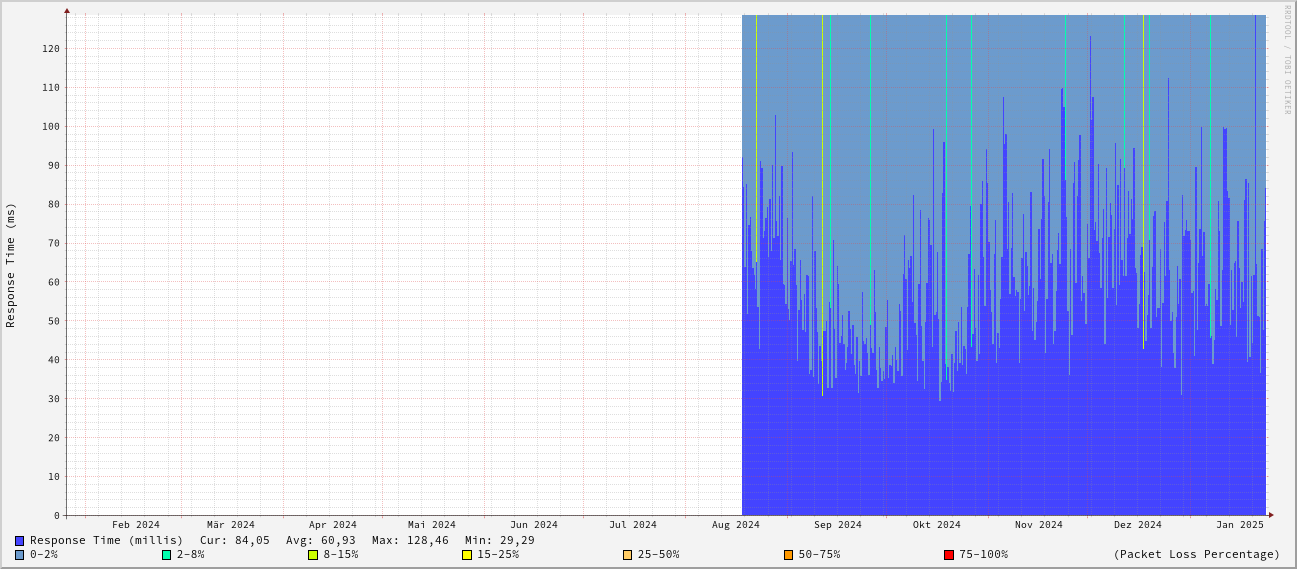 RRDTOOL / TOBI OETIKER
Response Time (ms)
120
110
100
90
80
70
60
50
40
30
20
10
0
Feb 2024 Mär 2024 Apr 2024 Mai 2024 Jun 2024 Jul 2024 Aug 2024 Sep 2024 Okt 2024 Nov 2024 Dez 2024 Jan 2025
Response Time (millis) Cur: 84,05 Avg: 60,93 Max: 128,46 Min: 29,29
0-2% 2-8% 8-15% 15-25% 25-50% 50-75% 75-100% (Packet Loss Percentage)